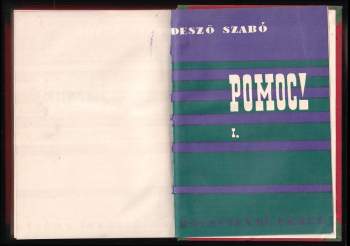 DESZŐ SZABÓ
POMOC!
I.